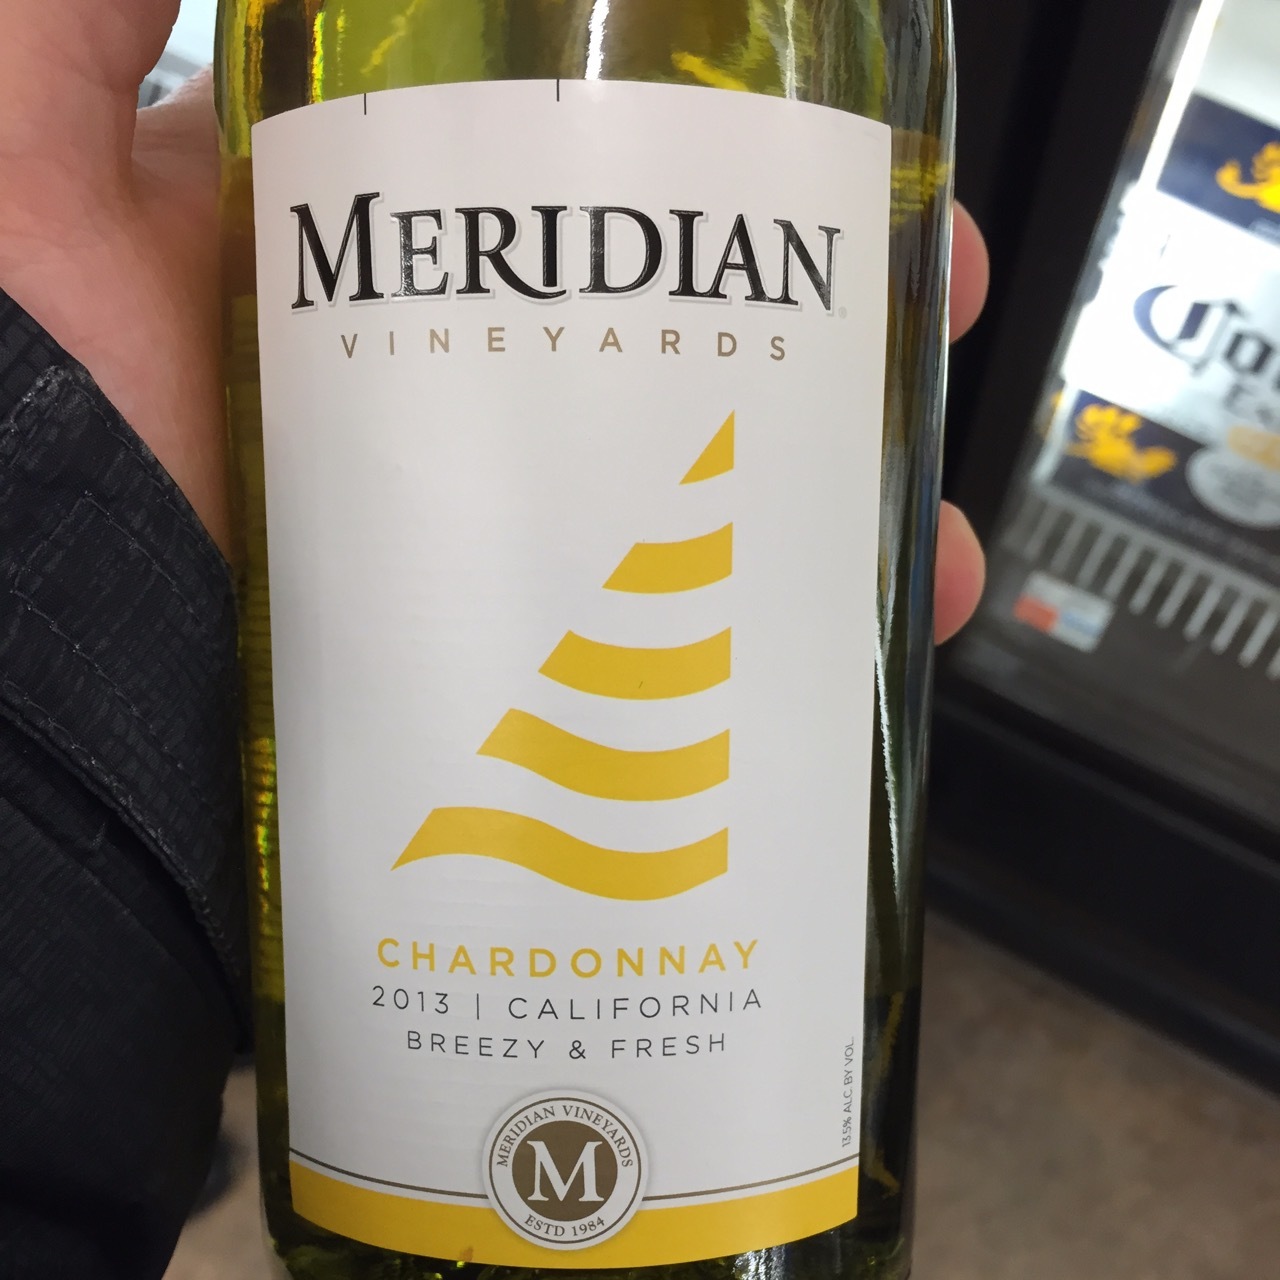 MERIDIAN
VINEYARDS
CHARDONNAY
2013 | CALIFORNIA
BREEZY & FRESH
13.5% ALC. BY VOL.
MERIDIAN VINEYARDS
M
ESTD 1984